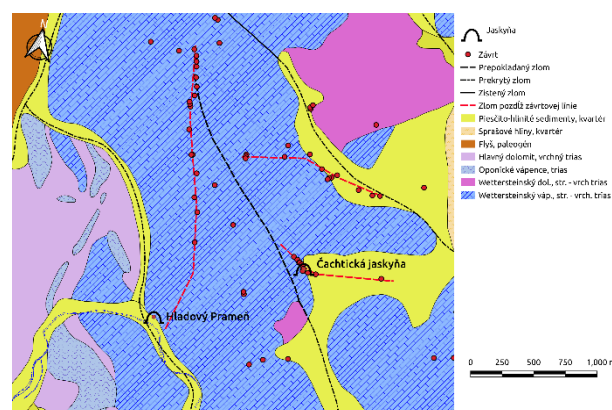 N
Jaskyňa
Závrt
Prepokladaný zlom
Prekrytý zlom
Zistený zlom
Zlom pozdĺž závrtovej línie
Piesčito-hlinité sedimenty, kvartér
Sprašové hliny, kvartér
Flyš, paleogén
Hlavný dolomit, vrchný trias
Oponické vápence, trias
Wettersteinský dol., str. - vrch trias
Wettersteinský váp., str. - vrch. trias
Čachtická jaskyňa
Hladový Prameň
0 250 500 750 1,000 m